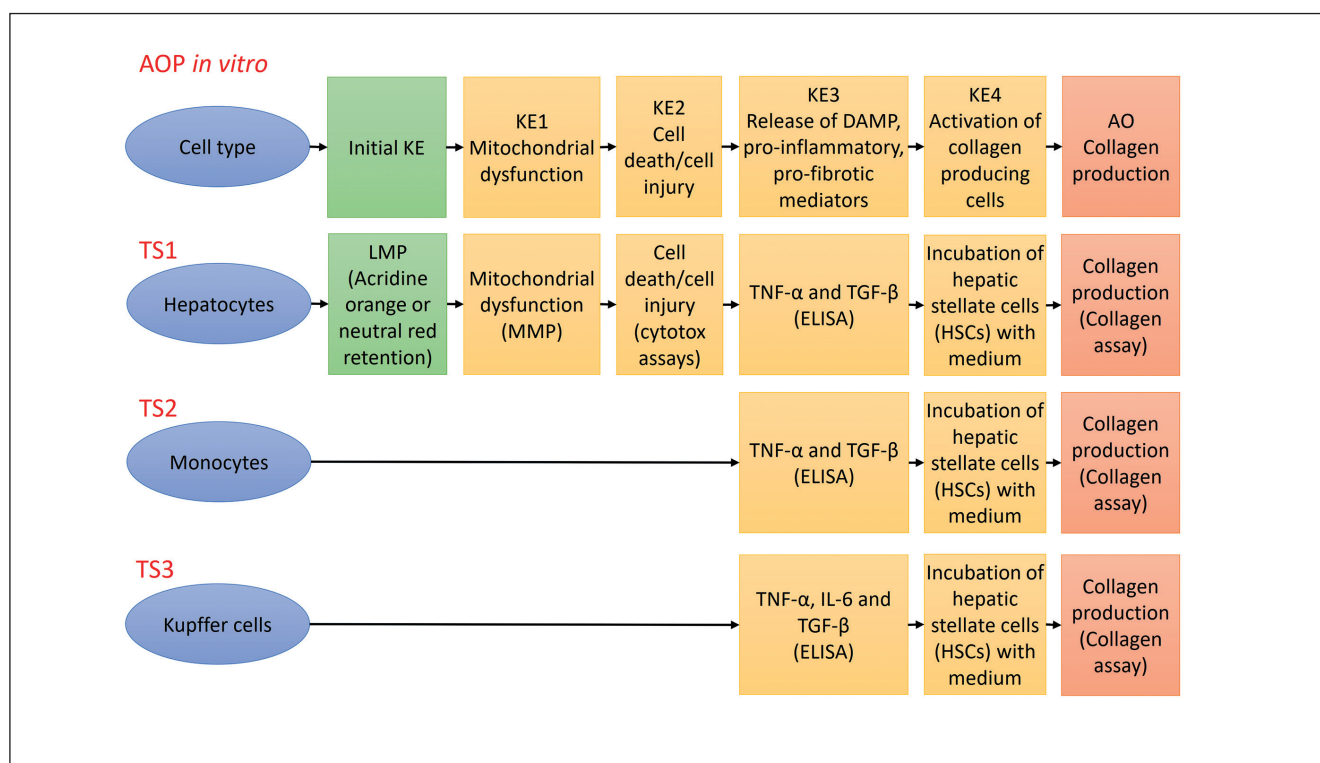 AOP in vitro
Cell type
Initial KE
KE1
Mitochondrial
dysfunction
KE2
Cell
death/cell
injury
KE3
Release of DAMP,
pro-inflammatory,
pro-fibrotic
mediators
KE4
Activation of
collagen
producing
cells
AO
Collagen
production
TS1
Hepatocytes
LMP
(Acridine
orange or
neutral red
retention)
Mitochondrial
dysfunction
(MMP)
Cell
death/cell
injury
(cytotox
assays)
TNF-α and TGF-β
(ELISA)
Incubation of
hepatic
stellate cells
(HSCs) with
medium
Collagen
production
(Collagen
assay)
TS2
Monocytes
TNF-α and TGF-β
(ELISA)
Incubation of
hepatic
stellate cells
(HSCs) with
medium
Collagen
production
(Collagen
assay)
TS3
Kupffer cells
TNF-α, IL-6 and
TGF-β
(ELISA)
Incubation of
hepatic
stellate cells
(HSCs) with
medium
Collagen
production
(Collagen
assay)